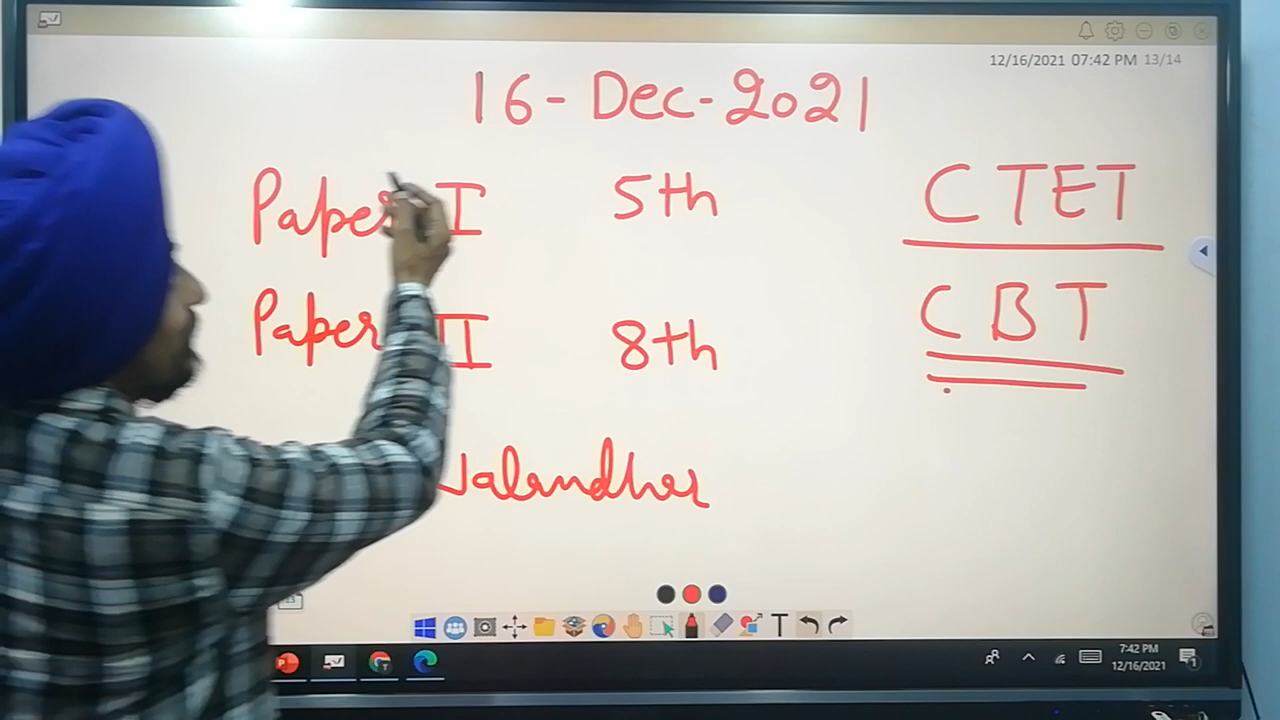 12/16/2021 07:42 PM 13/14
16-Dec-2021
Paper I 5th CTET
Paper II 8th CBT
Jalandhar
T
7:42 PM
12/16/2021
1